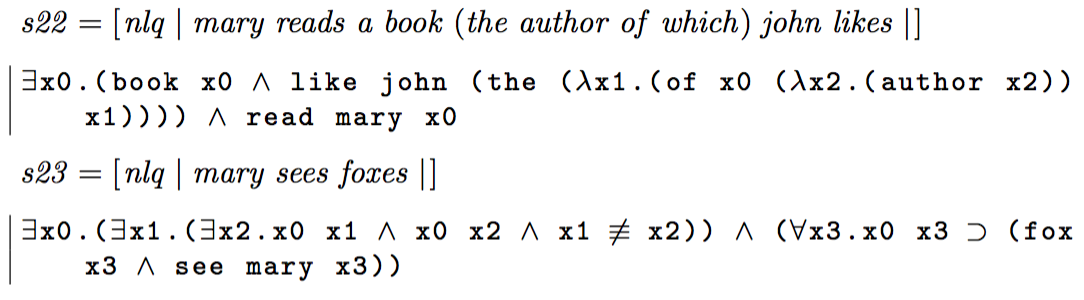 s22 = [nlq | mary reads a book (the author of which) john likes |]
∃x0.(book x0 ∧ like john (the (λx1.(of x0 (λx2.(author x2))
x1)))) ∧ read mary x0
s23 = [nlq | mary sees foxes |]
∃x0.(∃x1.(∃x2.x0 x1 ∧ x0 x2 ∧ x1 ≢ x2)) ∧ (∀x3.x0 x3 ⊃ (fox
x3 ∧ see mary x3))